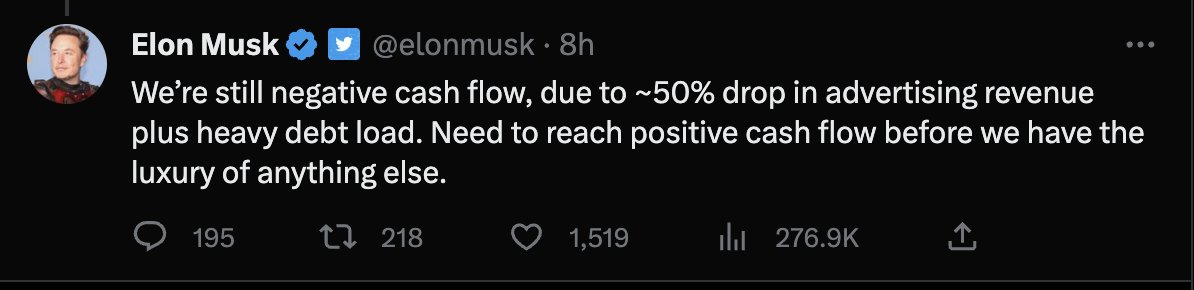 Elon Musk @elonmusk · 8h
We’re still negative cash flow, due to ~50% drop in advertising revenue
plus heavy debt load. Need to reach positive cash flow before we have the
luxury of anything else.
195 218 1,519 276.9K